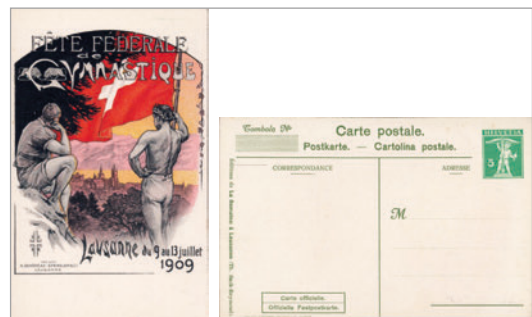 FÊTE FÉDÉRALE
de
GYMNASTIQUE
Lausanne du 9 au 13 juillet
1909
LAUSANNE
Tombola Nº
Carte postale.
Postkarte. — Cartolina postale.
CORRESPONDANCE
ADRESSE
HELVETIA
5
M
Carte officielle.
Offizielle Festpostkarte.